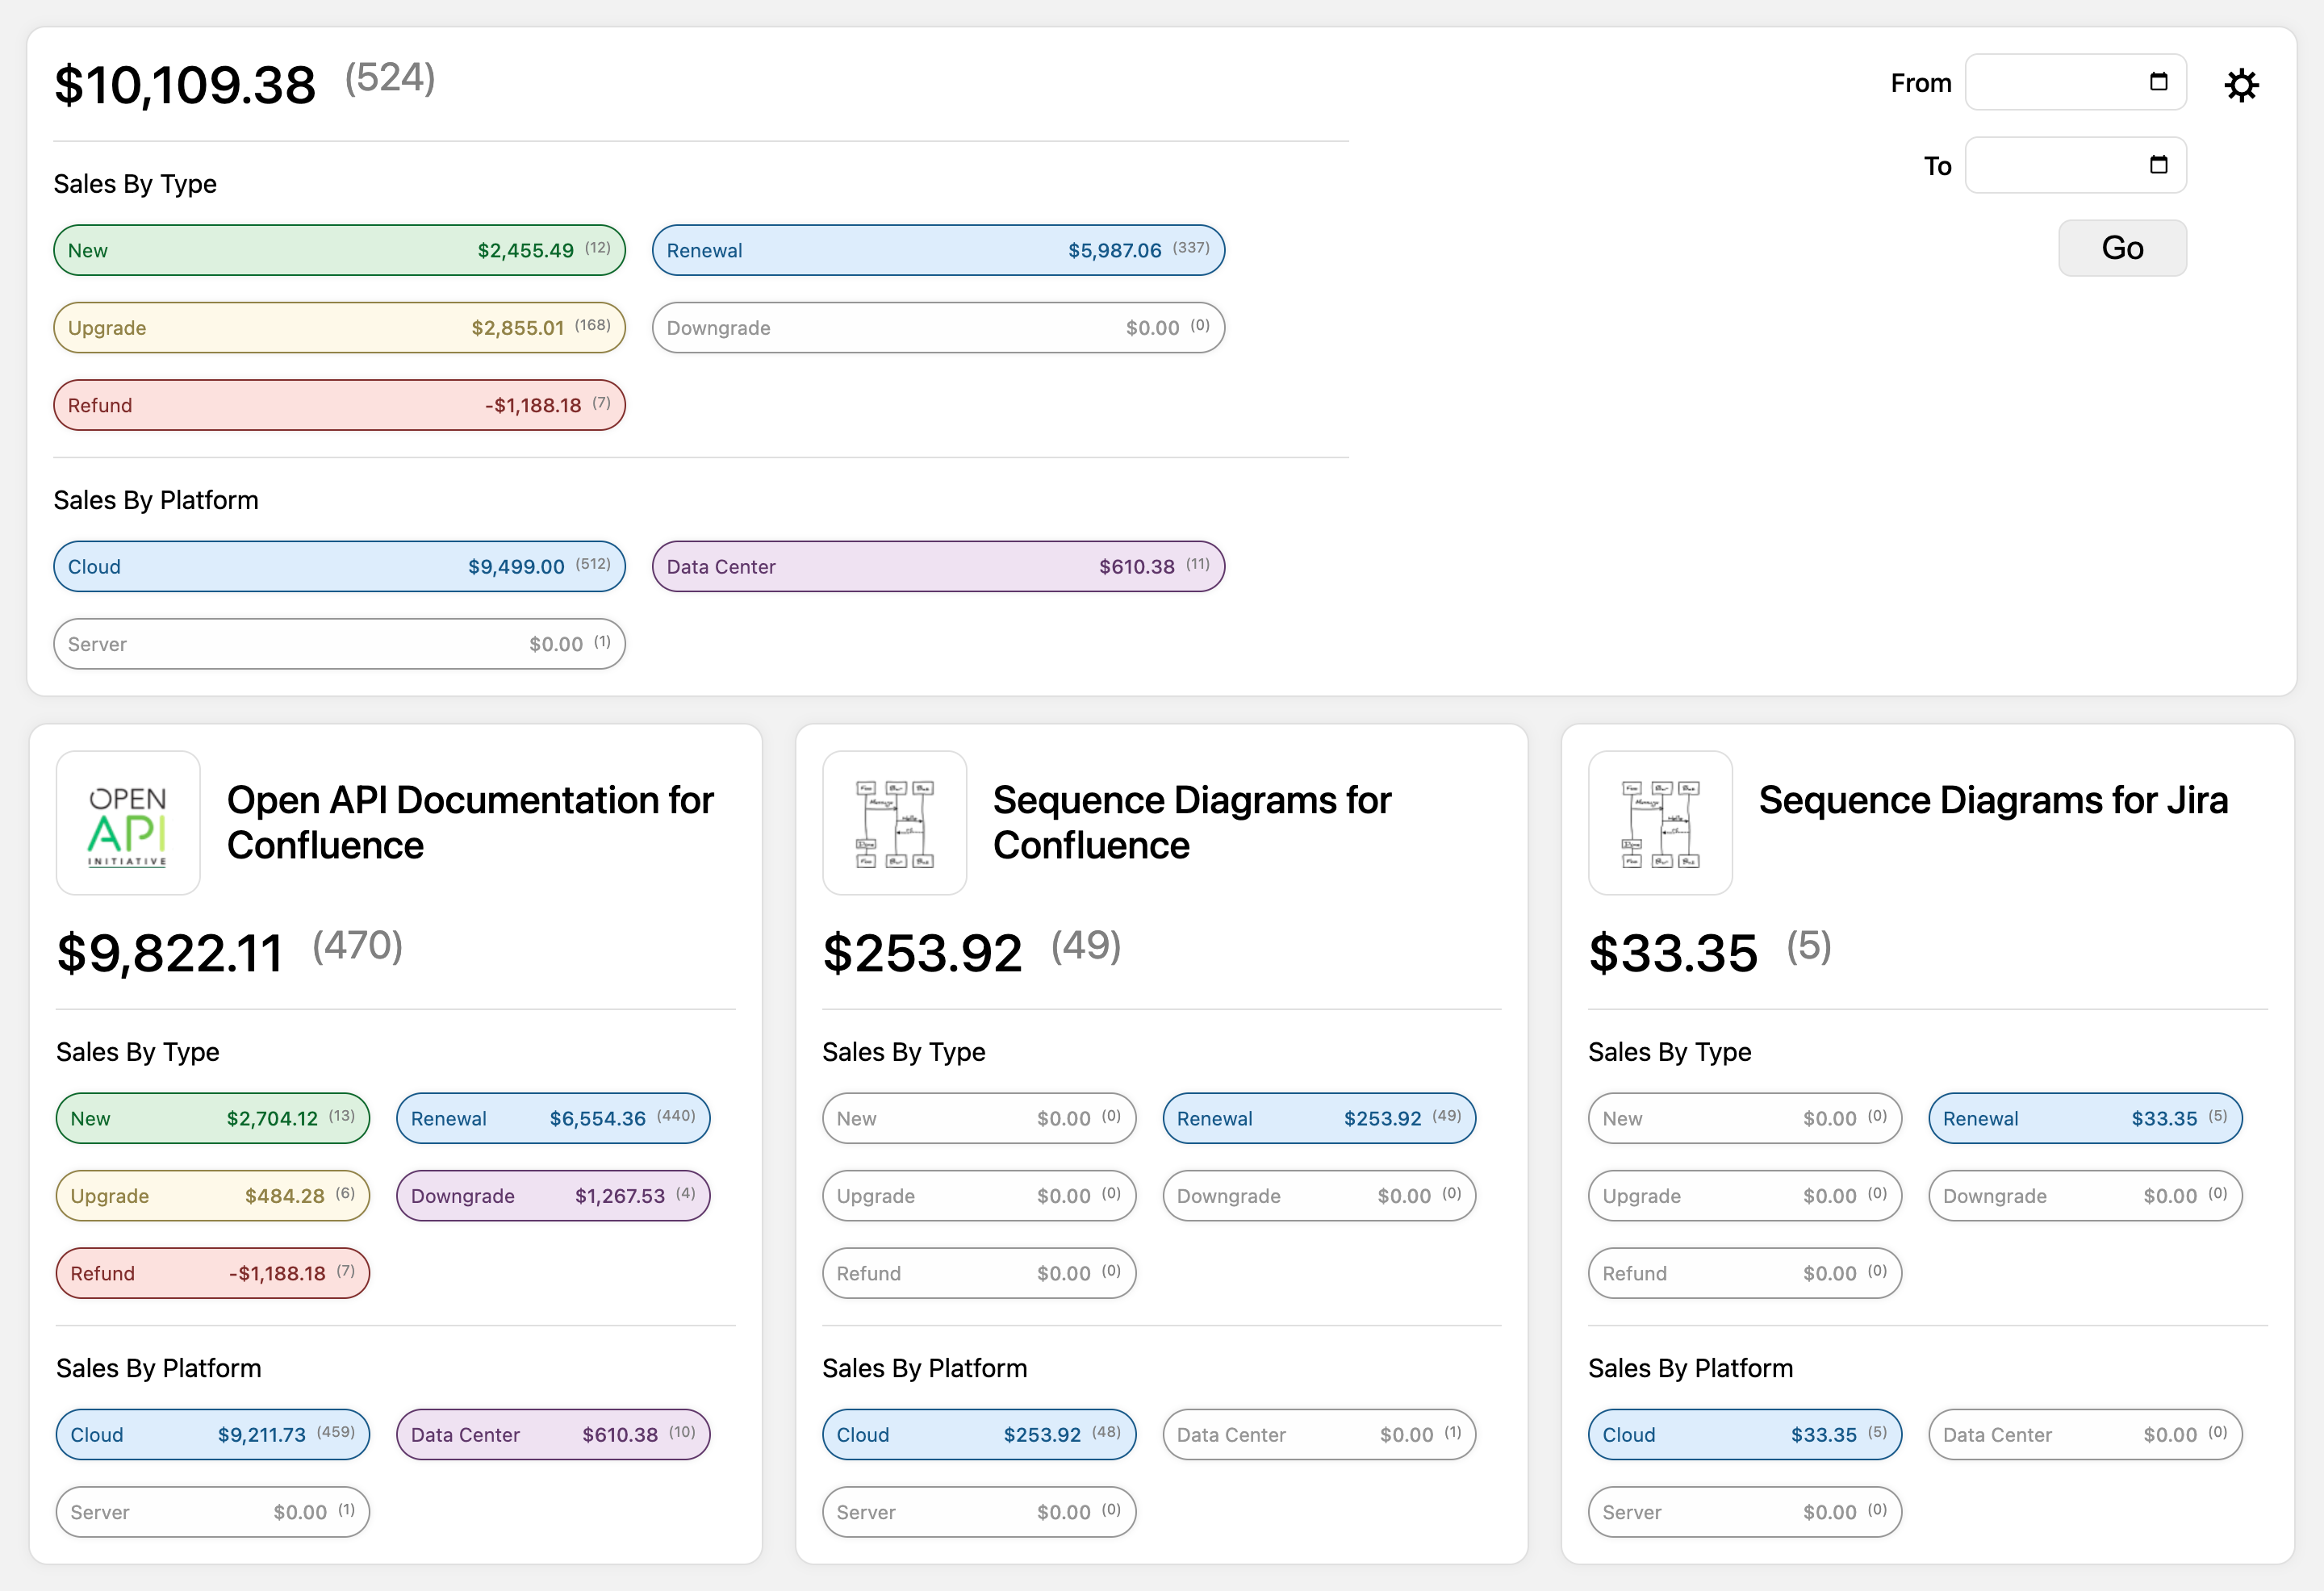 $10,109.38 (524)
From
To
Go
Sales By Type
New $2,455.49 (12) Renewal $5,987.06 (337)
Upgrade $2,855.01 (168) Downgrade $0.00 (0)
Refund -$1,188.18 (7)
Sales By Platform
Cloud $9,499.00 (512) Data Center $610.38 (11)
Server $0.00 (1)
OPEN
API
INITIATIVE
Open API Documentation for
Confluence
$9,822.11 (470)
Sales By Type
New $2,704.12 (13) Renewal $6,554.36 (440)
Upgrade $484.28 (6) Downgrade $1,267.53 (4)
Refund -$1,188.18 (7)
Sales By Platform
Cloud $9,211.73 (459) Data Center $610.38 (10)
Server $0.00 (1)
Sequence Diagrams for
Confluence
$253.92 (49)
Sales By Type
New $0.00 (0) Renewal $253.92 (49)
Upgrade $0.00 (0) Downgrade $0.00 (0)
Refund $0.00 (0)
Sales By Platform
Cloud $253.92 (48) Data Center $0.00 (1)
Server $0.00 (0)
Sequence Diagrams for Jira
$33.35 (5)
Sales By Type
New $0.00 (0) Renewal $33.35 (5)
Upgrade $0.00 (0) Downgrade $0.00 (0)
Refund $0.00 (0)
Sales By Platform
Cloud $33.35 (5) Data Center $0.00 (0)
Server $0.00 (0)